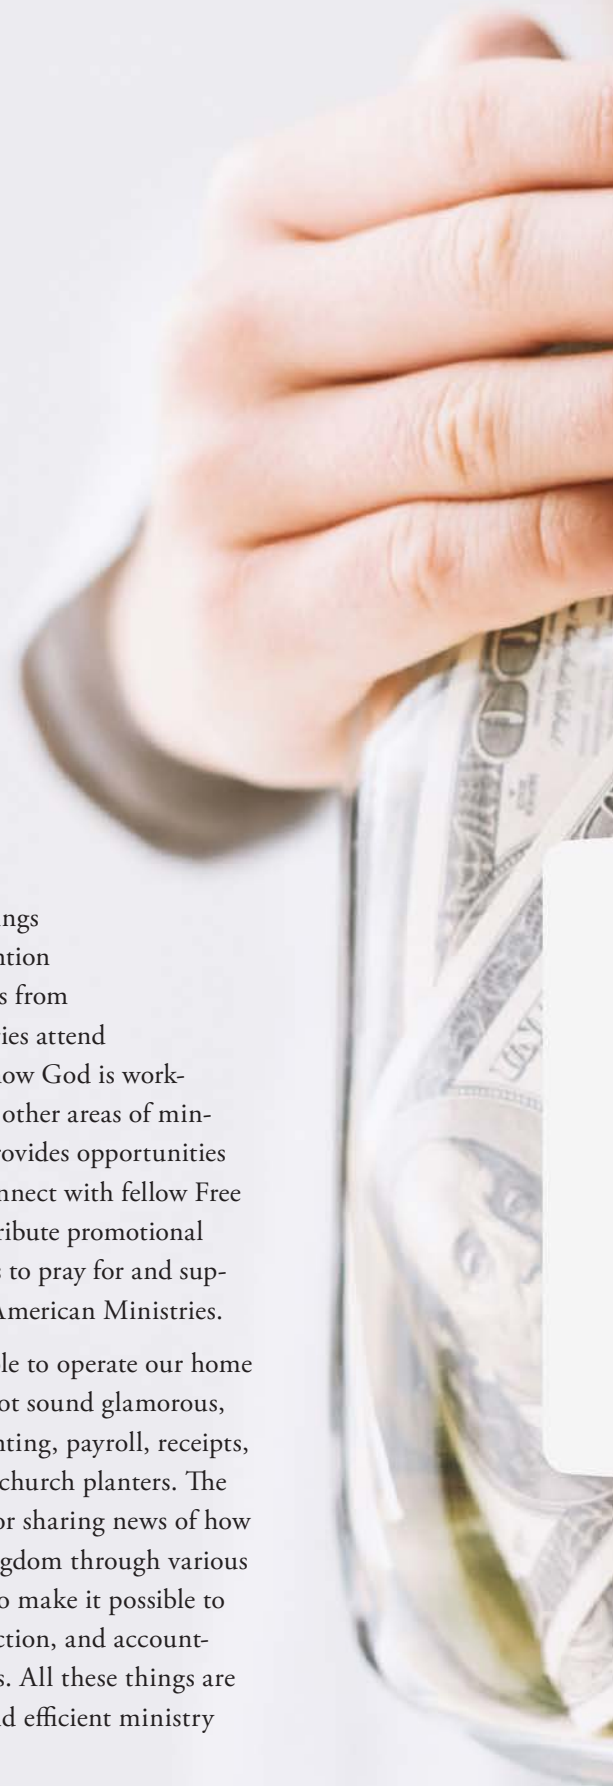 ngs
ntion
s from
ies attend
ow God is work-
other areas of min-
rovides opportunities
nnect with fellow Free
ribute promotional
s to pray for and sup-
American Ministries.
le to operate our home
ot sound glamorous,
nting, payroll, receipts,
church planters. The
or sharing news of how
gdom through various
o make it possible to
ction, and account-
s. All these things are
d efficient ministry